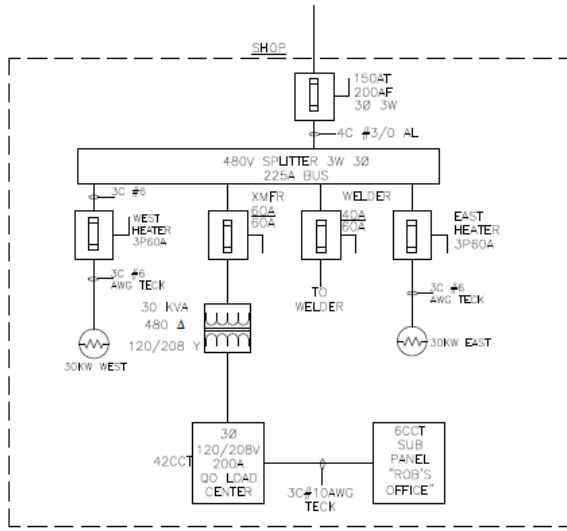 SHOP
150AT
200AF
3Ø 3W
4C #3/0 AL
480V SPLITTER 3W 3Ø
225A BUS
3C #6
WEST
HEATER
3P60A
XMFR
60A
60A
WELDER
40A
60A
EAST
HEATER
3P60A
3C #6
AWG TECK
TO
WELDER
3C #6
AWG TECK
30 KVA
480 Δ
120/208 Y
30KW WEST
30KW EAST
42CCT
3Ø
120/208V
200A
QO LOAD
CENTER
3C#10AWG
TECK
6CCT
SUB
PANEL
"ROB'S
OFFICE"